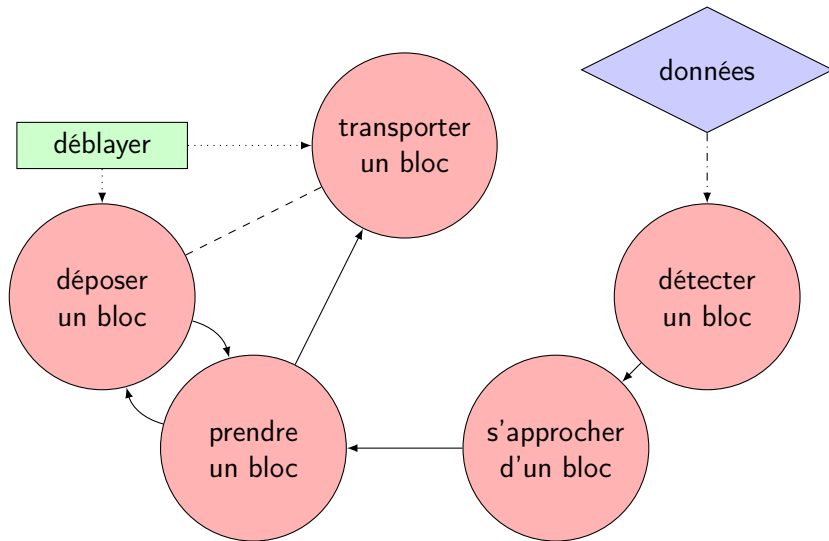 données
transporter
un bloc
déblayer
déposer
un bloc
détecter
un bloc
prendre
un bloc
s'approcher
d'un bloc